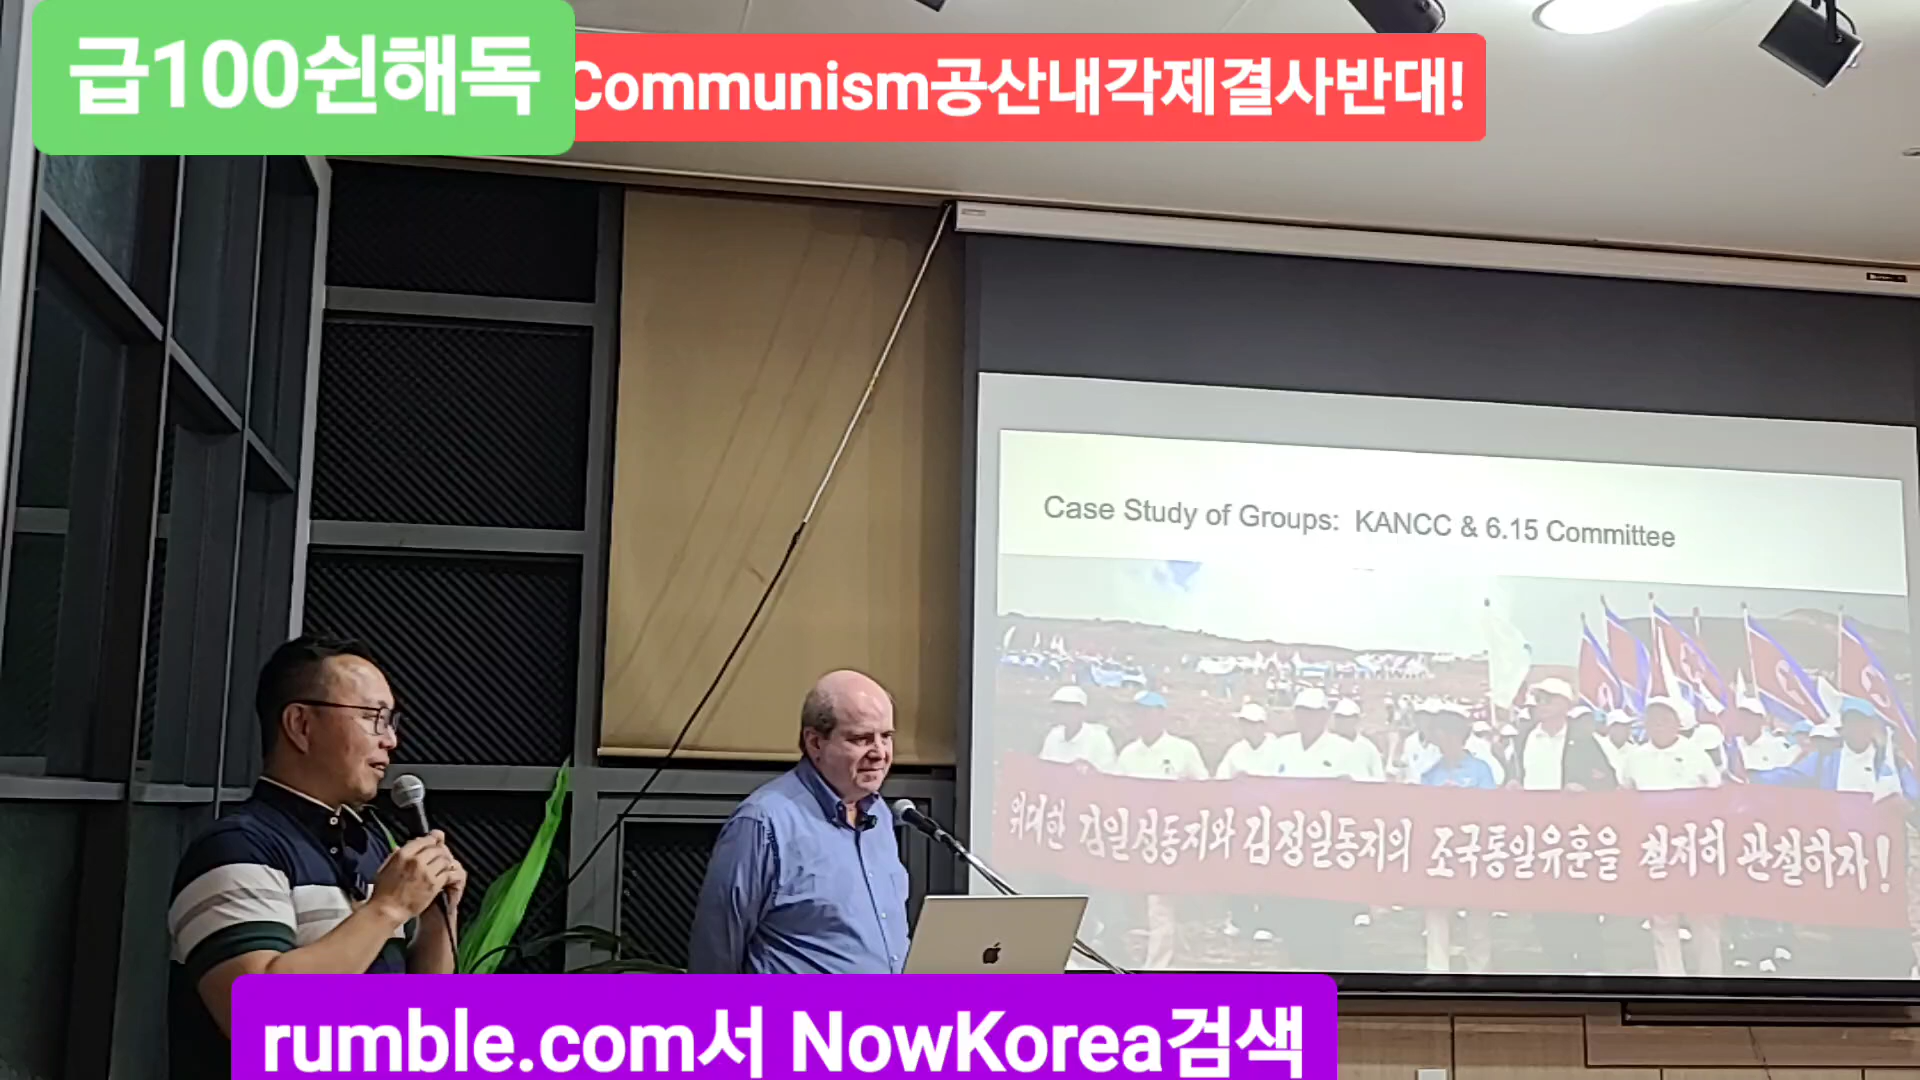 급100쉰해독
Communism공산내각제결사반대!
Case Study of Groups: KANCC & 6.15 Committee
위대한 김일성동지와 김정일동지의 조국통일유훈을 철저히 관철하자!
rumble.com서 NowKorea검색